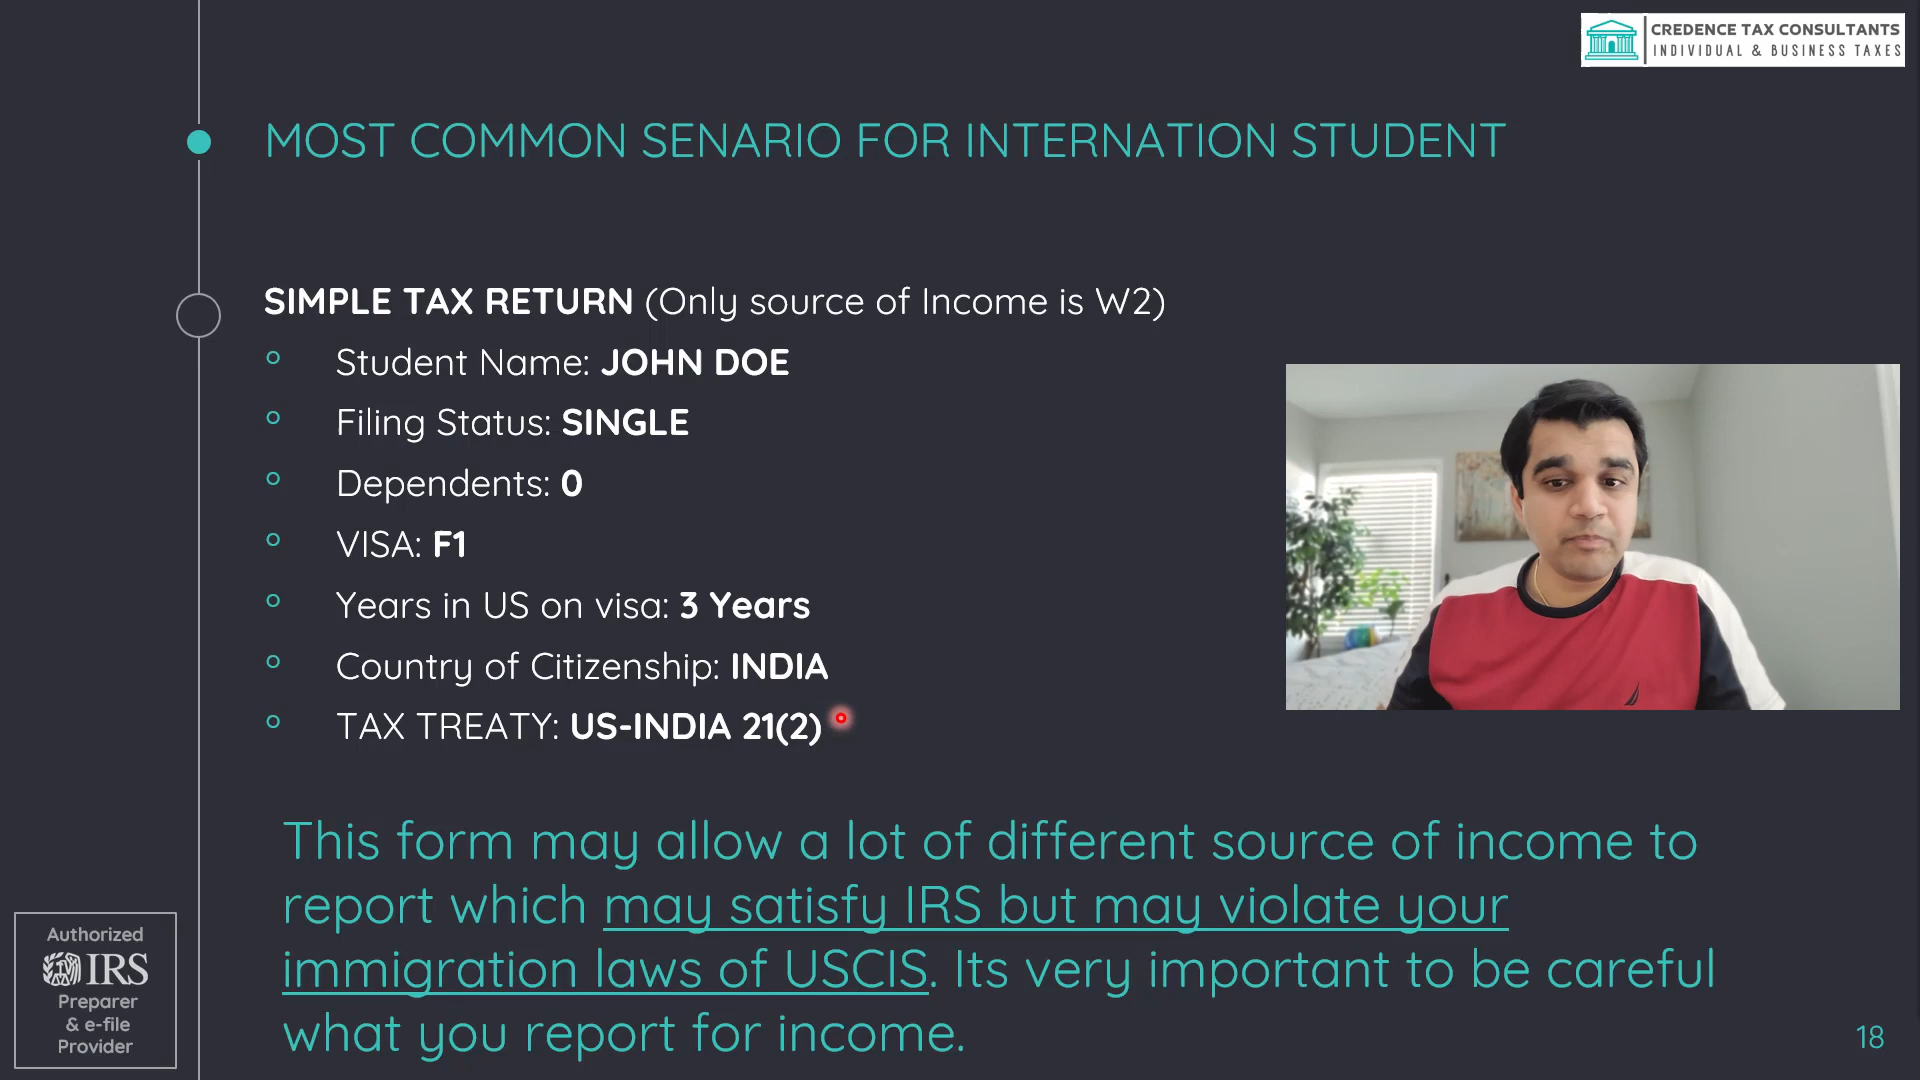 CREDENCE TAX CONSULTANTS
INDIVIDUAL & BUSINESS TAXES
MOST COMMON SENARIO FOR INTERNATION STUDENT
SIMPLE TAX RETURN (Only source of Income is W2)
Student Name: JOHN DOE
Filing Status: SINGLE
Dependents: 0
VISA: F1
Years in US on visa: 3 Years
Country of Citizenship: INDIA
TAX TREATY: US-INDIA 21(2)
This form may allow a lot of different source of income to
report which may satisfy IRS but may violate your
immigration laws of USCIS. Its very important to be careful
what you report for income.
Authorized
IRS
Preparer
& e-file
Provider
18